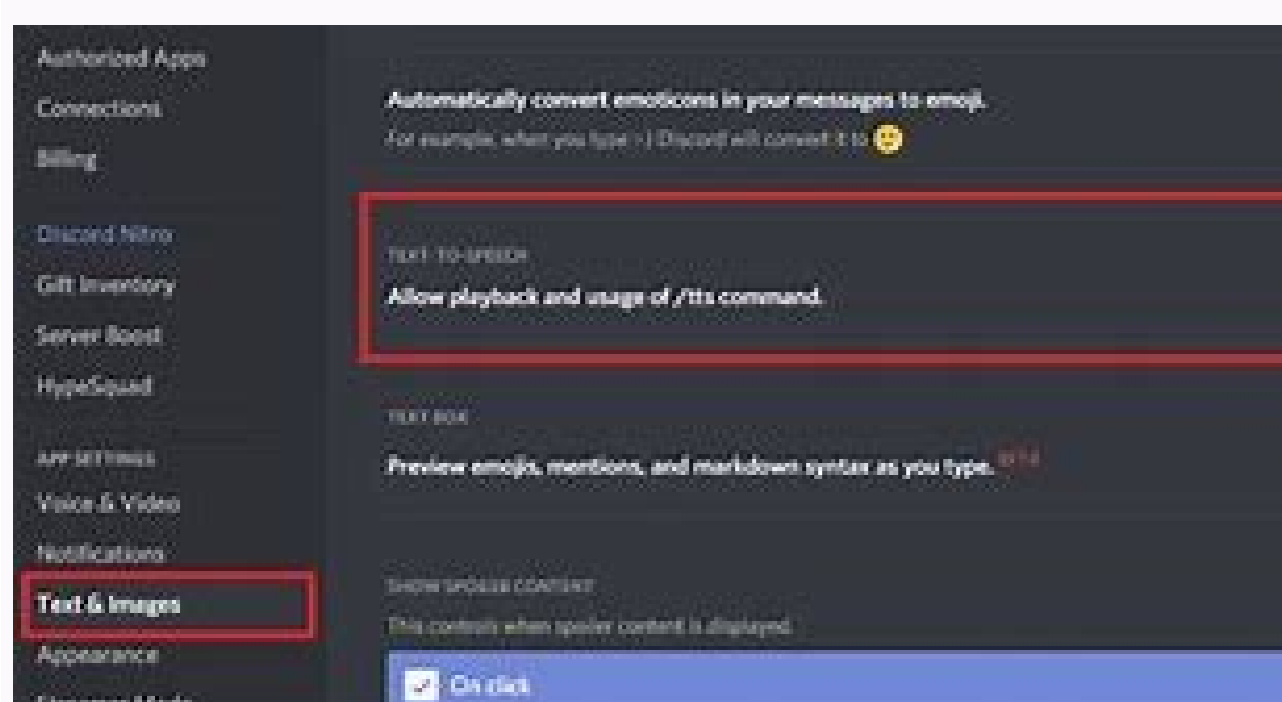 Authorized Apps
Connections
Billing
Discord Nitro
Gift Inventory
Server Boost
HypeSquad
APP SETTINGS
Voice & Video
Notifications
Text & Images
Appearance
Streamer Mode
Automatically convert emoticons in your messages to emoji.
For example, when you type :-) Discord will convert it to 🙂
TEXT-TO-SPEECH
Allow playback and usage of /tts command.
TEXT BOX
Preview emojis, mentions, and markdown syntax as you type. BETA
SHOW SPOILER CONTENT
This controls when spoiler content is displayed.
On click